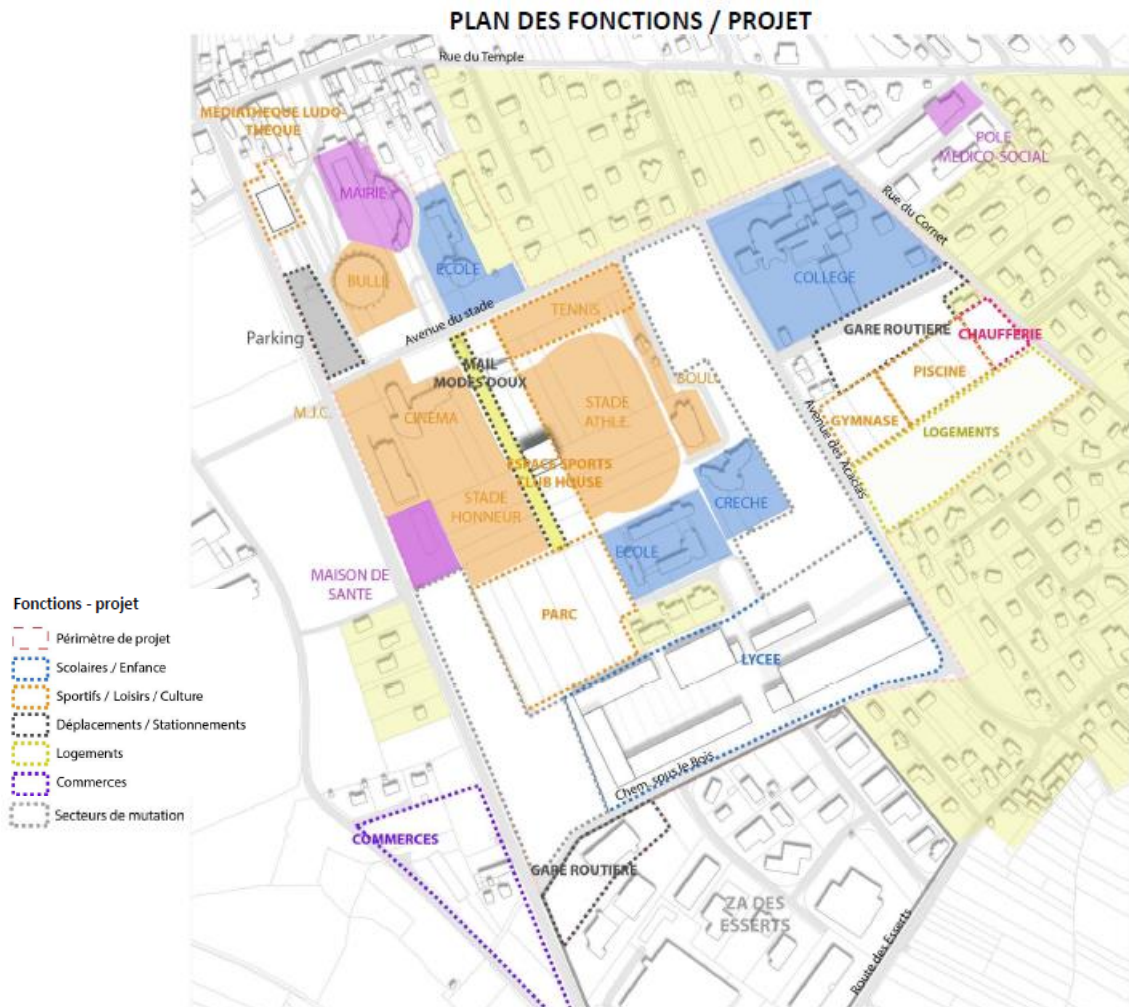 PLAN DES FONCTIONS / PROJET
Rue du Temple
MEDIATHEQUE LUDO-
THEQUE
POLE
MEDICO-SOCIAL
MAIRIE
Rue du Cornet
ECOLE
BULLE
COLLEGE
Avenue du stade
TENNIS
GARE ROUTIERE
CHAUFFERIE
Parking
MAIL
MODES DOUX
PISCINE
BOUL.
M.J.C.
CINEMA
STADE
ATHLE.
GYMNASE
LOGEMENTS
Avenue des Acacias
ESPACE SPORTS
CLUB HOUSE
STADE
HONNEUR
CRECHE
ECOLE
MAISON DE
SANTE
PARC
LYCEE
Fonctions - projet
Périmètre de projet
Scolaires / Enfance
Sportifs / Loisirs / Culture
Déplacements / Stationnements
Logements
Commerces
Secteurs de mutation
Chem. sous le Bois
COMMERCES
GARE ROUTIERE
ZA DES
ESSERTS
Route des Esserts